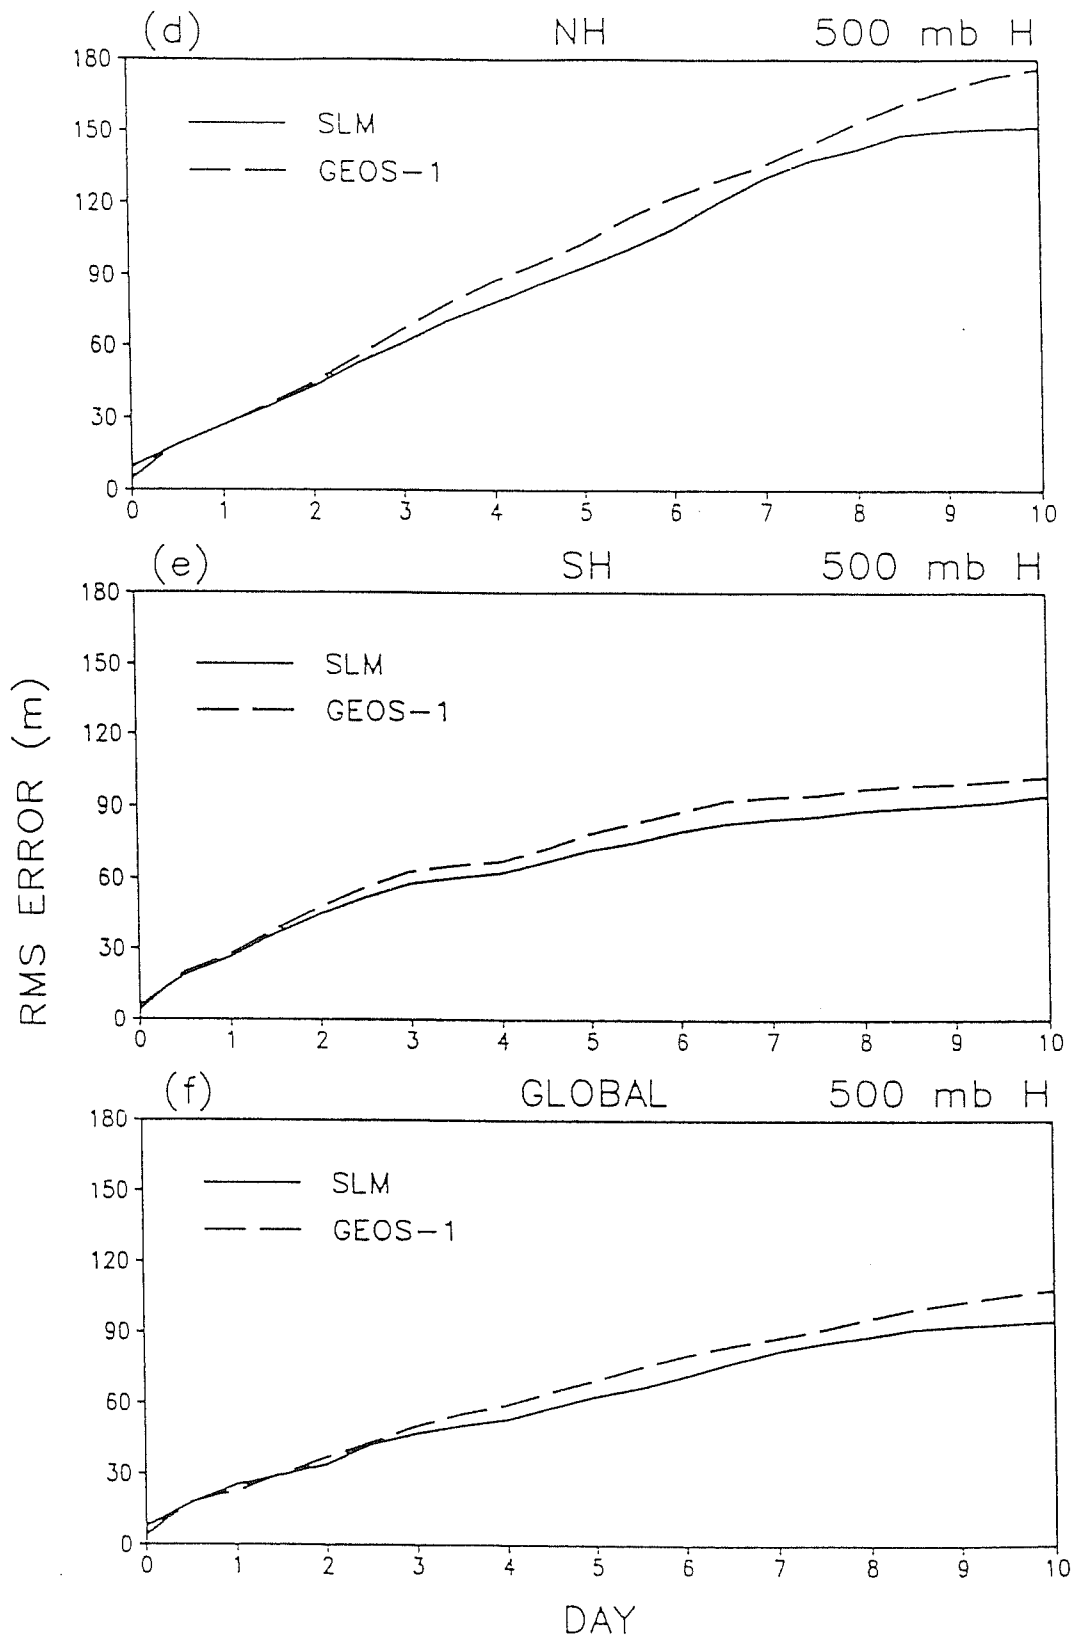 (d) NH 500 mb H
180
150
120
90
60
30
0
SLM
GEOS-1
0 1 2 3 4 5 6 7 8 9 10
(e) SH 500 mb H
180
150
120
90
60
30
0
SLM
GEOS-1
0 1 2 3 4 5 6 7 8 9 10
(f) GLOBAL 500 mb H
180
150
120
90
60
30
0
SLM
GEOS-1
0 1 2 3 4 5 6 7 8 9 10
DAY
RMS ERROR (m)